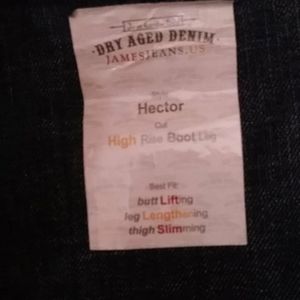 ·DRY AGED DENIM·
JAMESJEANS.US
Hector
Cut
High Rise Boot Leg
Best Fit:
butt Lifting
leg Lengthening
thigh Slimming